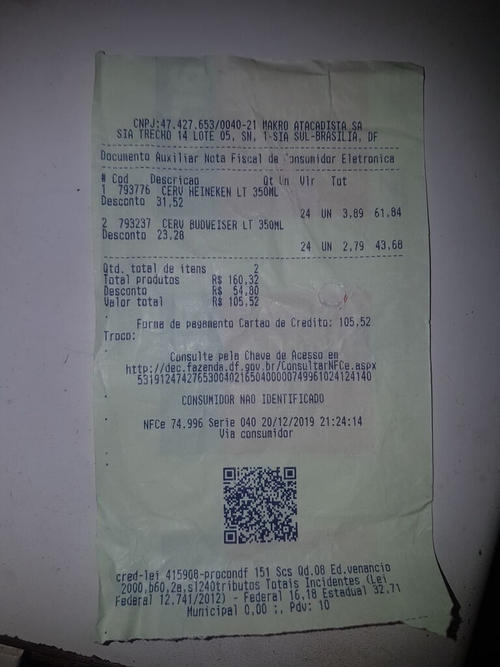 CNPJ:47.427.653/0040-21 MAKRO ATACADISTA SA
SIA TRECHO 14 LOTE 05, SN, 1-SIA SUL-BRASILIA, DF
Documento Auxiliar Nota Fiscal de Consumidor Eletronica
# Cod Descricao Qt Un Vlr Tot
1 793776 CERV HEINEKEN LT 350ML
Desconto 31,52
24 UN 3,89 61,84
2 793237 CERV BUDWEISER LT 350ML
Desconto 23,28
24 UN 2,79 43,68
Qtd. total de itens 2
Total produtos R$ 160,32
Desconto R$ 54,80
Valor total R$ 105,52
Forma de pagamento Cartao de Credito: 105,52
Troco:
Consulte pela Chave de Acesso em
http://dec.fazenda.df.gov.br/ConsultarNFCe.aspx
53191247427653004021650400000749961024124140
CONSUMIDOR NAO IDENTIFICADO
NFCe 74.996 Serie 040 20/12/2019 21:24:14
Via consumidor
cred-lei 415908-procondf 151 Scs Qd.08 Ed.venancio
2000,b60,2a,sl240tributos Totais Incidentes (Lei
Federal 12.741/2012) - Federal 16,18 Estadual 32,71
Municipal 0,00 :, Pdv: 10